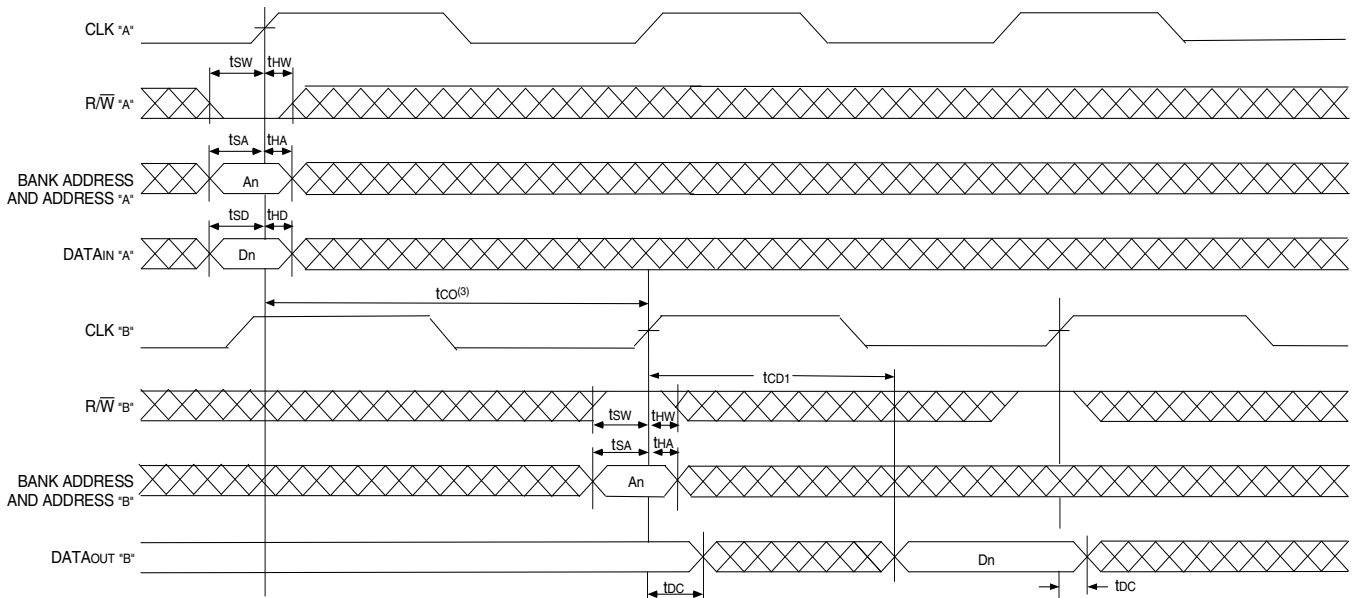 CLK "A"
tSW tHW
R/W̅ "A"
tSA tHA
BANK ADDRESS
AND ADDRESS "A"
An
tSD tHD
DATAIN "A"
Dn
tCO(3)
CLK "B"
tCD1
R/W̅ "B"
tSW tHW
tSA tHA
BANK ADDRESS
AND ADDRESS "B"
An
DATAOUT "B"
Dn
tDC
tDC